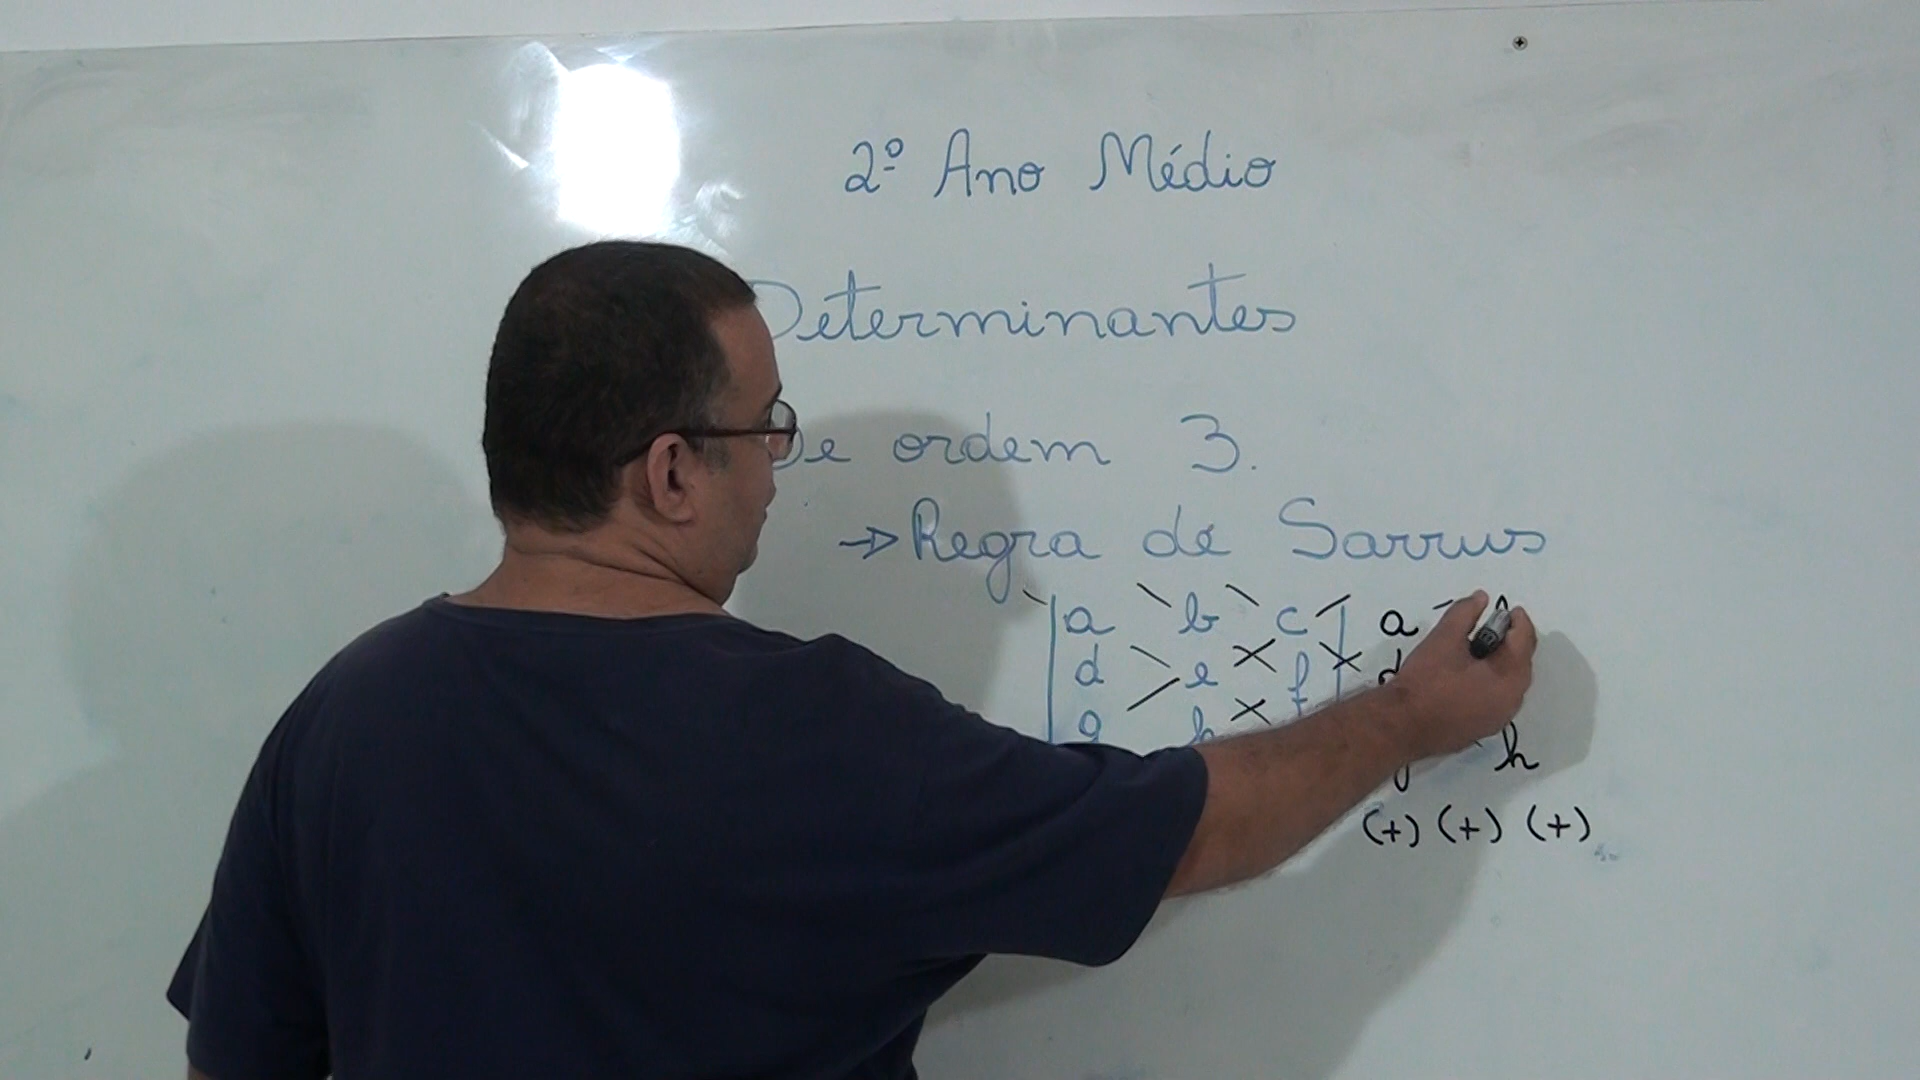 2º Ano Médio
Determinantes
De ordem 3.
→ Regra de Sarrus
a b c a
d e f d
g h h
(+) (+) (+)